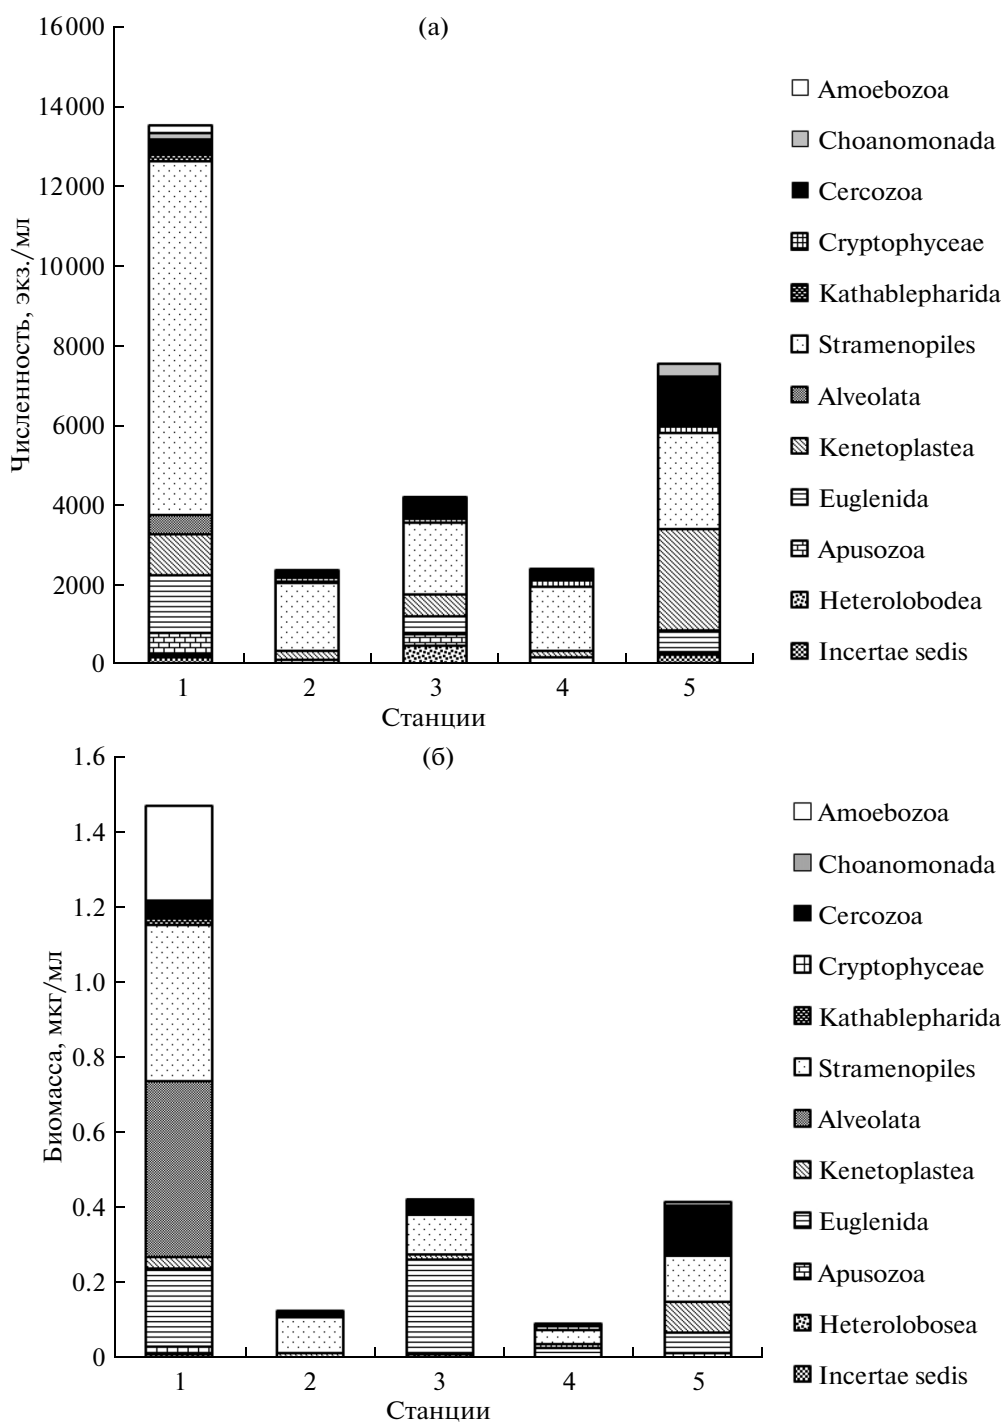 (а)
16000
14000
12000
10000
8000
6000
4000
2000
0
Численность, экз./мл
1 2 3 4 5
Станции
Amoebozoa
Choanomonada
Cercozoa
Cryptophyceae
Kathablepharida
Stramenopiles
Alveolata
Kenetoplastea
Euglenida
Apusozoa
Heterolobodea
Incertae sedis
(б)
1.6
1.4
1.2
1.0
0.8
0.6
0.4
0.2
0
Биомасса, мкг/мл
1 2 3 4 5
Станции
Amoebozoa
Choanomonada
Cercozoa
Cryptophyceae
Kathablepharida
Stramenopiles
Alveolata
Kenetoplastea
Euglenida
Apusozoa
Heterolobosea
Incertae sedis